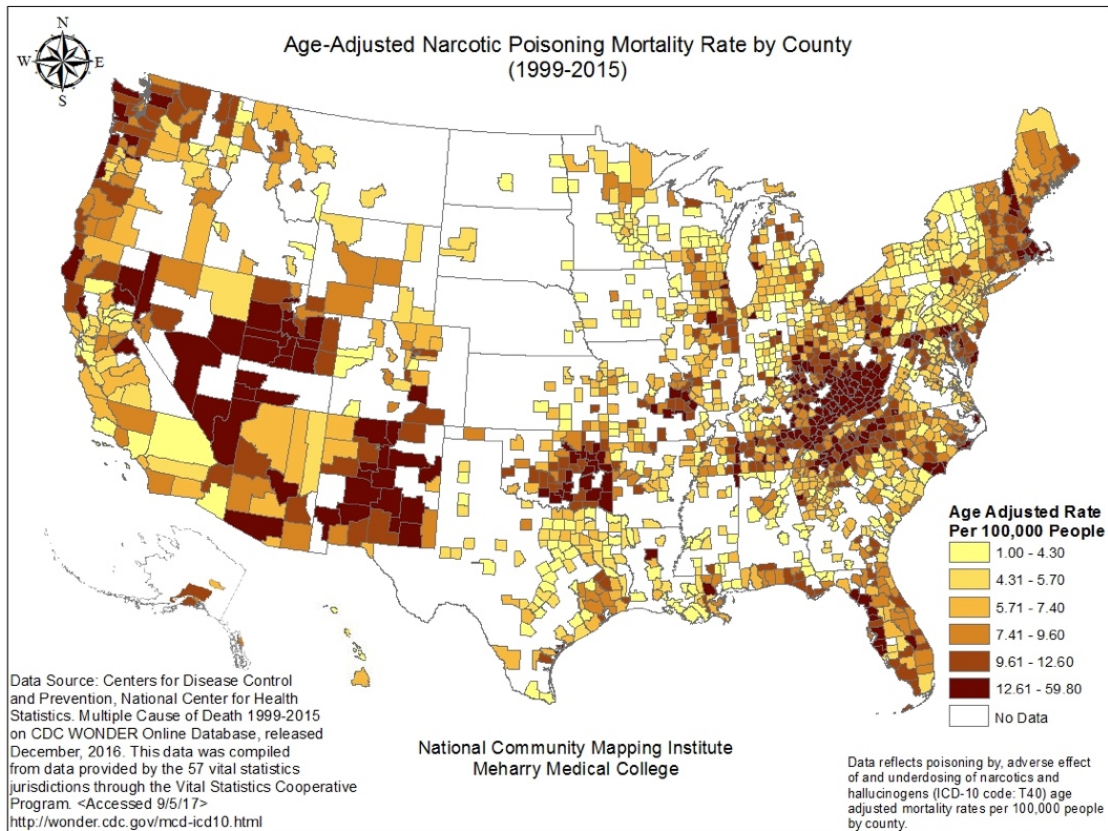 N
W E
S
Age-Adjusted Narcotic Poisoning Mortality Rate by County
(1999-2015)
Age Adjusted Rate
Per 100,000 People
1.00 - 4.30
4.31 - 5.70
5.71 - 7.40
7.41 - 9.60
9.61 - 12.60
12.61 - 59.80
No Data
Data Source: Centers for Disease Control
and Prevention, National Center for Health
Statistics. Multiple Cause of Death 1999-2015
on CDC WONDER Online Database, released
December, 2016. This data was compiled
from data provided by the 57 vital statistics
jurisdictions through the Vital Statistics Cooperative
Program. <Accessed 9/5/17>
http://wonder.cdc.gov/mcd-icd10.html
National Community Mapping Institute
Meharry Medical College
Data reflects poisoning by, adverse effect
of and underdosing of narcotics and
hallucinogens (ICD-10 code: T40) age
adjusted mortality rates per 100,000 people
by county.